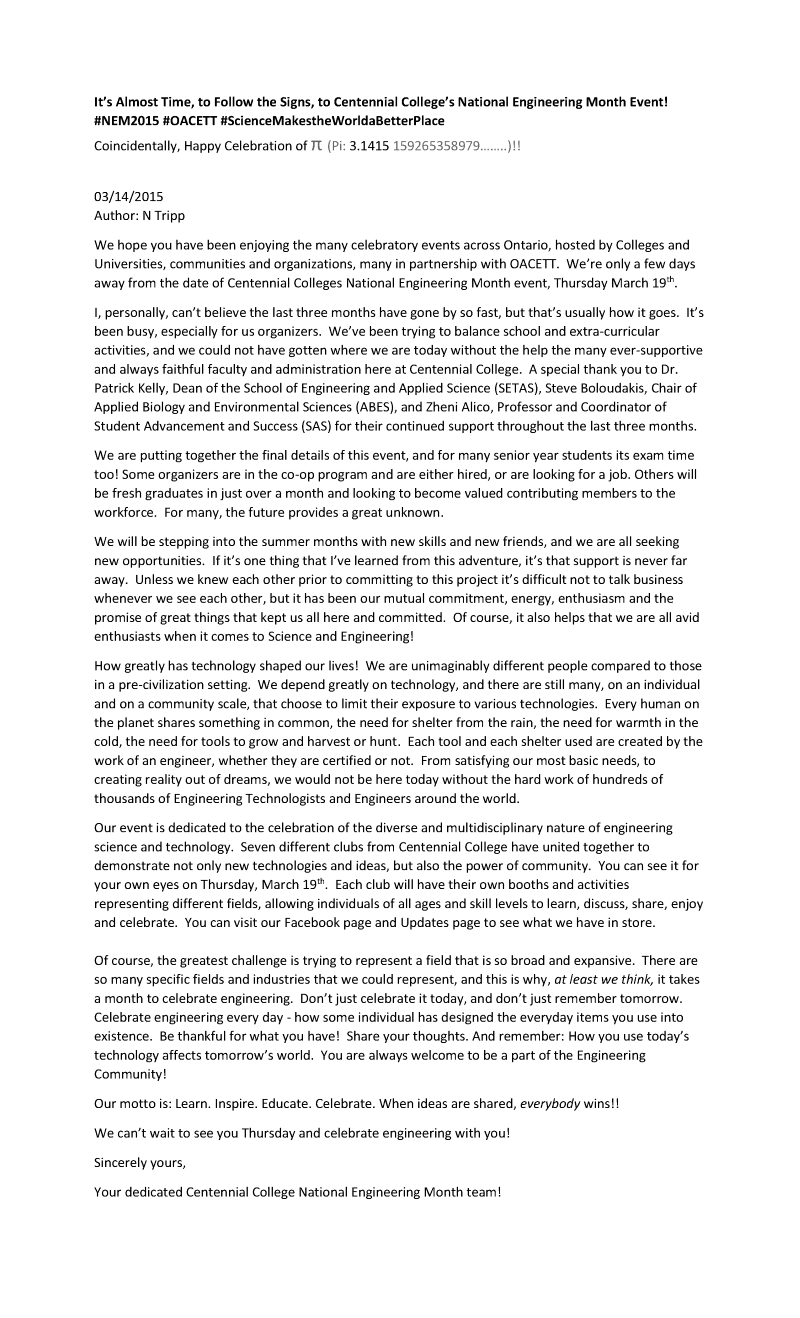 It's Almost Time, to Follow the Signs, to Centennial College's National Engineering Month Event!
#NEM2015 #OACETT #ScienceMakestheWorldaBetterPlace
Coincidentally, Happy Celebration of π (Pi: 3.1415 159265358979........)!!
03/14/2015
Author: N Tripp
We hope you have been enjoying the many celebratory events across Ontario, hosted by Colleges and
Universities, communities and organizations, many in partnership with OACETT.  We're only a few days
away from the date of Centennial Colleges National Engineering Month event, Thursday March 19th.
I, personally, can't believe the last three months have gone by so fast, but that's usually how it goes.  It's
been busy, especially for us organizers.  We've been trying to balance school and extra-curricular
activities, and we could not have gotten where we are today without the help the many ever-supportive
and always faithful faculty and administration here at Centennial College.  A special thank you to Dr.
Patrick Kelly, Dean of the School of Engineering and Applied Science (SETAS), Steve Boloudakis, Chair of
Applied Biology and Environmental Sciences (ABES), and Zheni Alico, Professor and Coordinator of
Student Advancement and Success (SAS) for their continued support throughout the last three months.
We are putting together the final details of this event, and for many senior year students its exam time
too! Some organizers are in the co-op program and are either hired, or are looking for a job. Others will
be fresh graduates in just over a month and looking to become valued contributing members to the
workforce.  For many, the future provides a great unknown.
We will be stepping into the summer months with new skills and new friends, and we are all seeking
new opportunities.  If it's one thing that I've learned from this adventure, it's that support is never far
away.  Unless we knew each other prior to committing to this project it's difficult not to talk business
whenever we see each other, but it has been our mutual commitment, energy, enthusiasm and the
promise of great things that kept us all here and committed.  Of course, it also helps that we are all avid
enthusiasts when it comes to Science and Engineering!
How greatly has technology shaped our lives!  We are unimaginably different people compared to those
in a pre-civilization setting.  We depend greatly on technology, and there are still many, on an individual
and on a community scale, that choose to limit their exposure to various technologies.  Every human on
the planet shares something in common, the need for shelter from the rain, the need for warmth in the
cold, the need for tools to grow and harvest or hunt.  Each tool and each shelter used are created by the
work of an engineer, whether they are certified or not.  From satisfying our most basic needs, to
creating reality out of dreams, we would not be here today without the hard work of hundreds of
thousands of Engineering Technologists and Engineers around the world.
Our event is dedicated to the celebration of the diverse and multidisciplinary nature of engineering
science and technology.  Seven different clubs from Centennial College have united together to
demonstrate not only new technologies and ideas, but also the power of community.  You can see it for
your own eyes on Thursday, March 19th.  Each club will have their own booths and activities
representing different fields, allowing individuals of all ages and skill levels to learn, discuss, share, enjoy
and celebrate.  You can visit our Facebook page and Updates page to see what we have in store.
Of course, the greatest challenge is trying to represent a field that is so broad and expansive.  There are
so many specific fields and industries that we could represent, and this is why, at least we think, it takes
a month to celebrate engineering.  Don't just celebrate it today, and don't just remember tomorrow.
Celebrate engineering every day - how some individual has designed the everyday items you use into
existence.  Be thankful for what you have!  Share your thoughts. And remember: How you use today's
technology affects tomorrow's world.  You are always welcome to be a part of the Engineering
Community!
Our motto is: Learn. Inspire. Educate. Celebrate. When ideas are shared, everybody wins!!
We can't wait to see you Thursday and celebrate engineering with you!
Sincerely yours,
Your dedicated Centennial College National Engineering Month team!